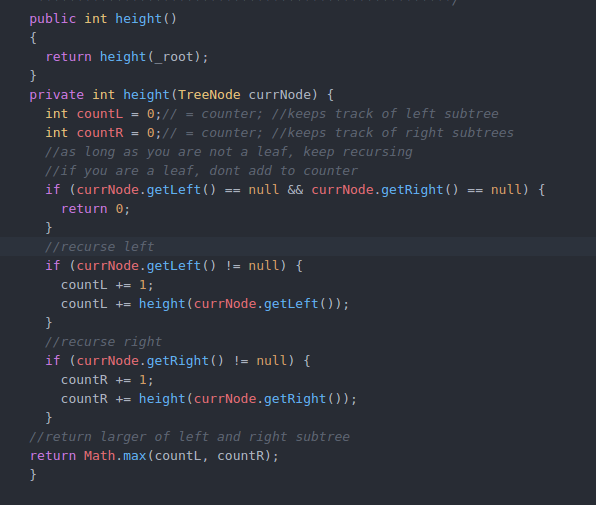 public int height()
{
return height(_root);
}
private int height(TreeNode currNode) {
int countL = 0;// = counter; //keeps track of left subtree
int countR = 0;// = counter; //keeps track of right subtrees
//as long as you are not a leaf, keep recursing
//if you are a leaf, dont add to counter
if (currNode.getLeft() == null && currNode.getRight() == null) {
return 0;
}
//recurse left
if (currNode.getLeft() != null) {
countL += 1;
countL += height(currNode.getLeft());
}
//recurse right
if (currNode.getRight() != null) {
countR += 1;
countR += height(currNode.getRight());
}
//return larger of left and right subtree
return Math.max(countL, countR);
}